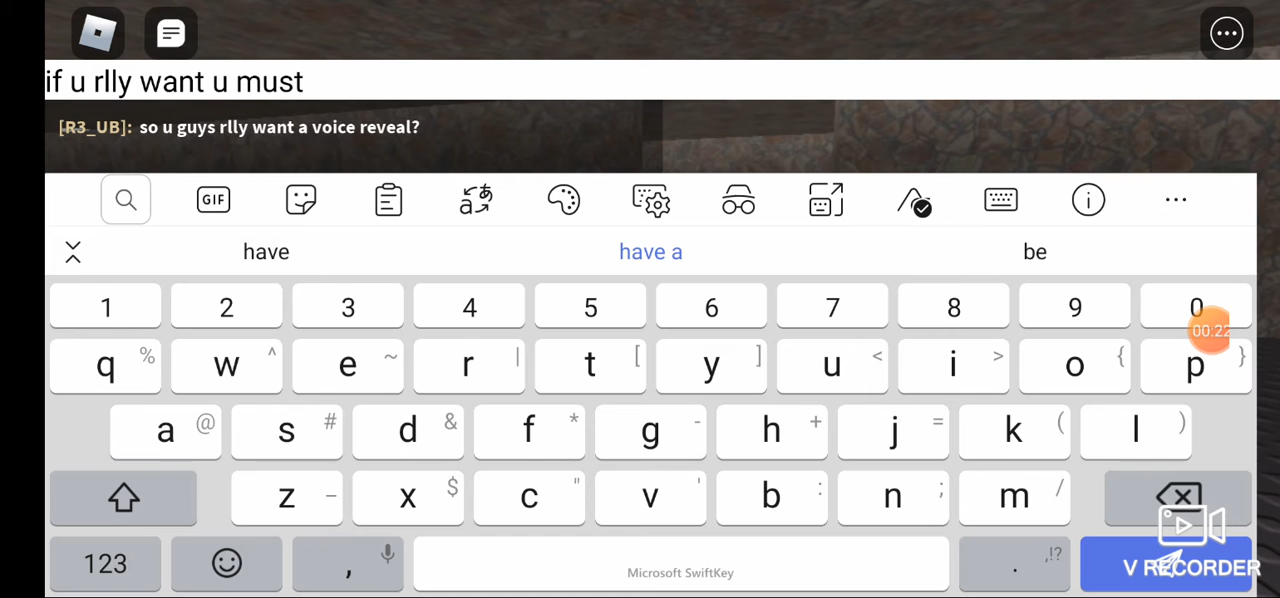 if u rlly want u must
[R3_UB]: so u guys rlly want a voice reveal?
GIF
have have a be
1 2 3 4 5 6 7 8 9 0
00:22
q % w ^ e ~ r | t [ y ] u < i > o { p }
a @ s # d & f * g - h + j = k ( l )
z _ x $ c " v ' b : n ; m /
123 , Microsoft SwiftKey . ,!?
V RECORDER